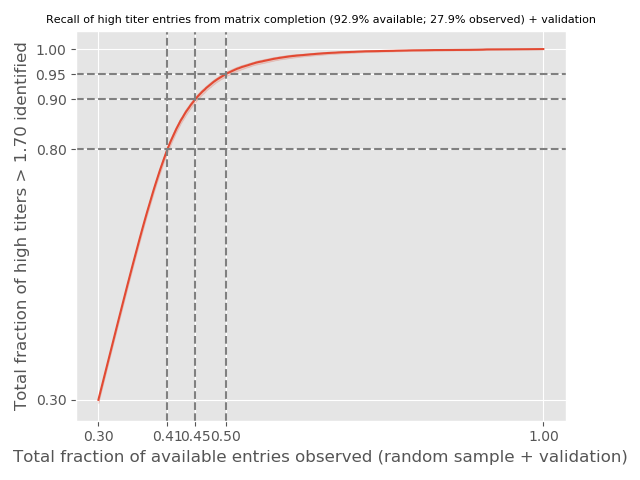 Recall of high titer entries from matrix completion (92.9% available; 27.9% observed) + validation
Total fraction of high titers > 1.70 identified
1.00
0.95
0.90
0.80
0.30
0.30 0.41 0.45 0.50 1.00
Total fraction of available entries observed (random sample + validation)